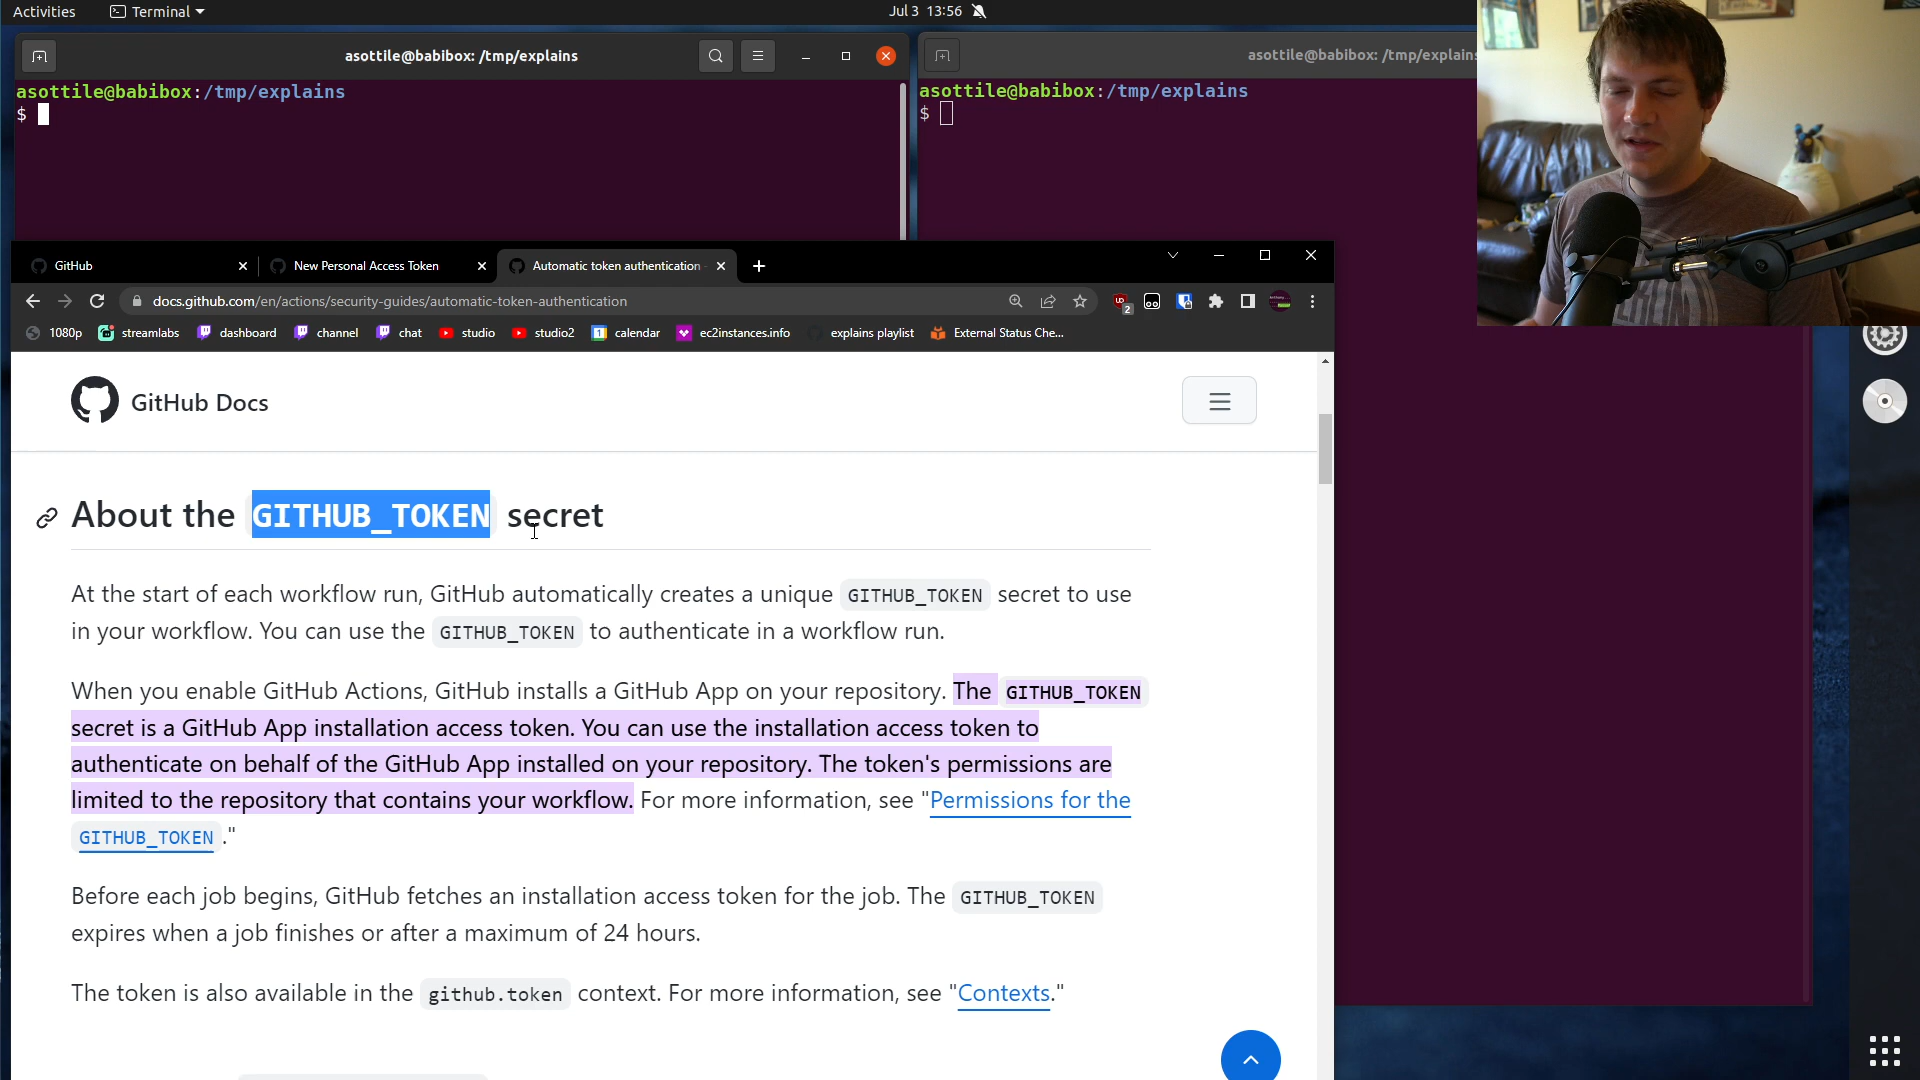 Activities Terminal Jul 3 13:56
asottile@babibox: /tmp/explains
asottile@babibox: /tmp/explains
asottile@babibox:/tmp/explains
$
asottile@babibox:/tmp/explains
$
GitHub New Personal Access Token Automatic token authentication
docs.github.com/en/actions/security-guides/automatic-token-authentication
2
1080p streamlabs dashboard channel chat studio studio2 calendar ec2instances.info explains playlist External Status Che...
GitHub Docs
About the GITHUB_TOKEN secret
At the start of each workflow run, GitHub automatically creates a unique GITHUB_TOKEN secret to use
in your workflow. You can use the GITHUB_TOKEN to authenticate in a workflow run.
When you enable GitHub Actions, GitHub installs a GitHub App on your repository. The GITHUB_TOKEN
secret is a GitHub App installation access token. You can use the installation access token to
authenticate on behalf of the GitHub App installed on your repository. The token's permissions are
limited to the repository that contains your workflow. For more information, see "Permissions for the
GITHUB_TOKEN."
Before each job begins, GitHub fetches an installation access token for the job. The GITHUB_TOKEN
expires when a job finishes or after a maximum of 24 hours.
The token is also available in the github.token context. For more information, see "Contexts."